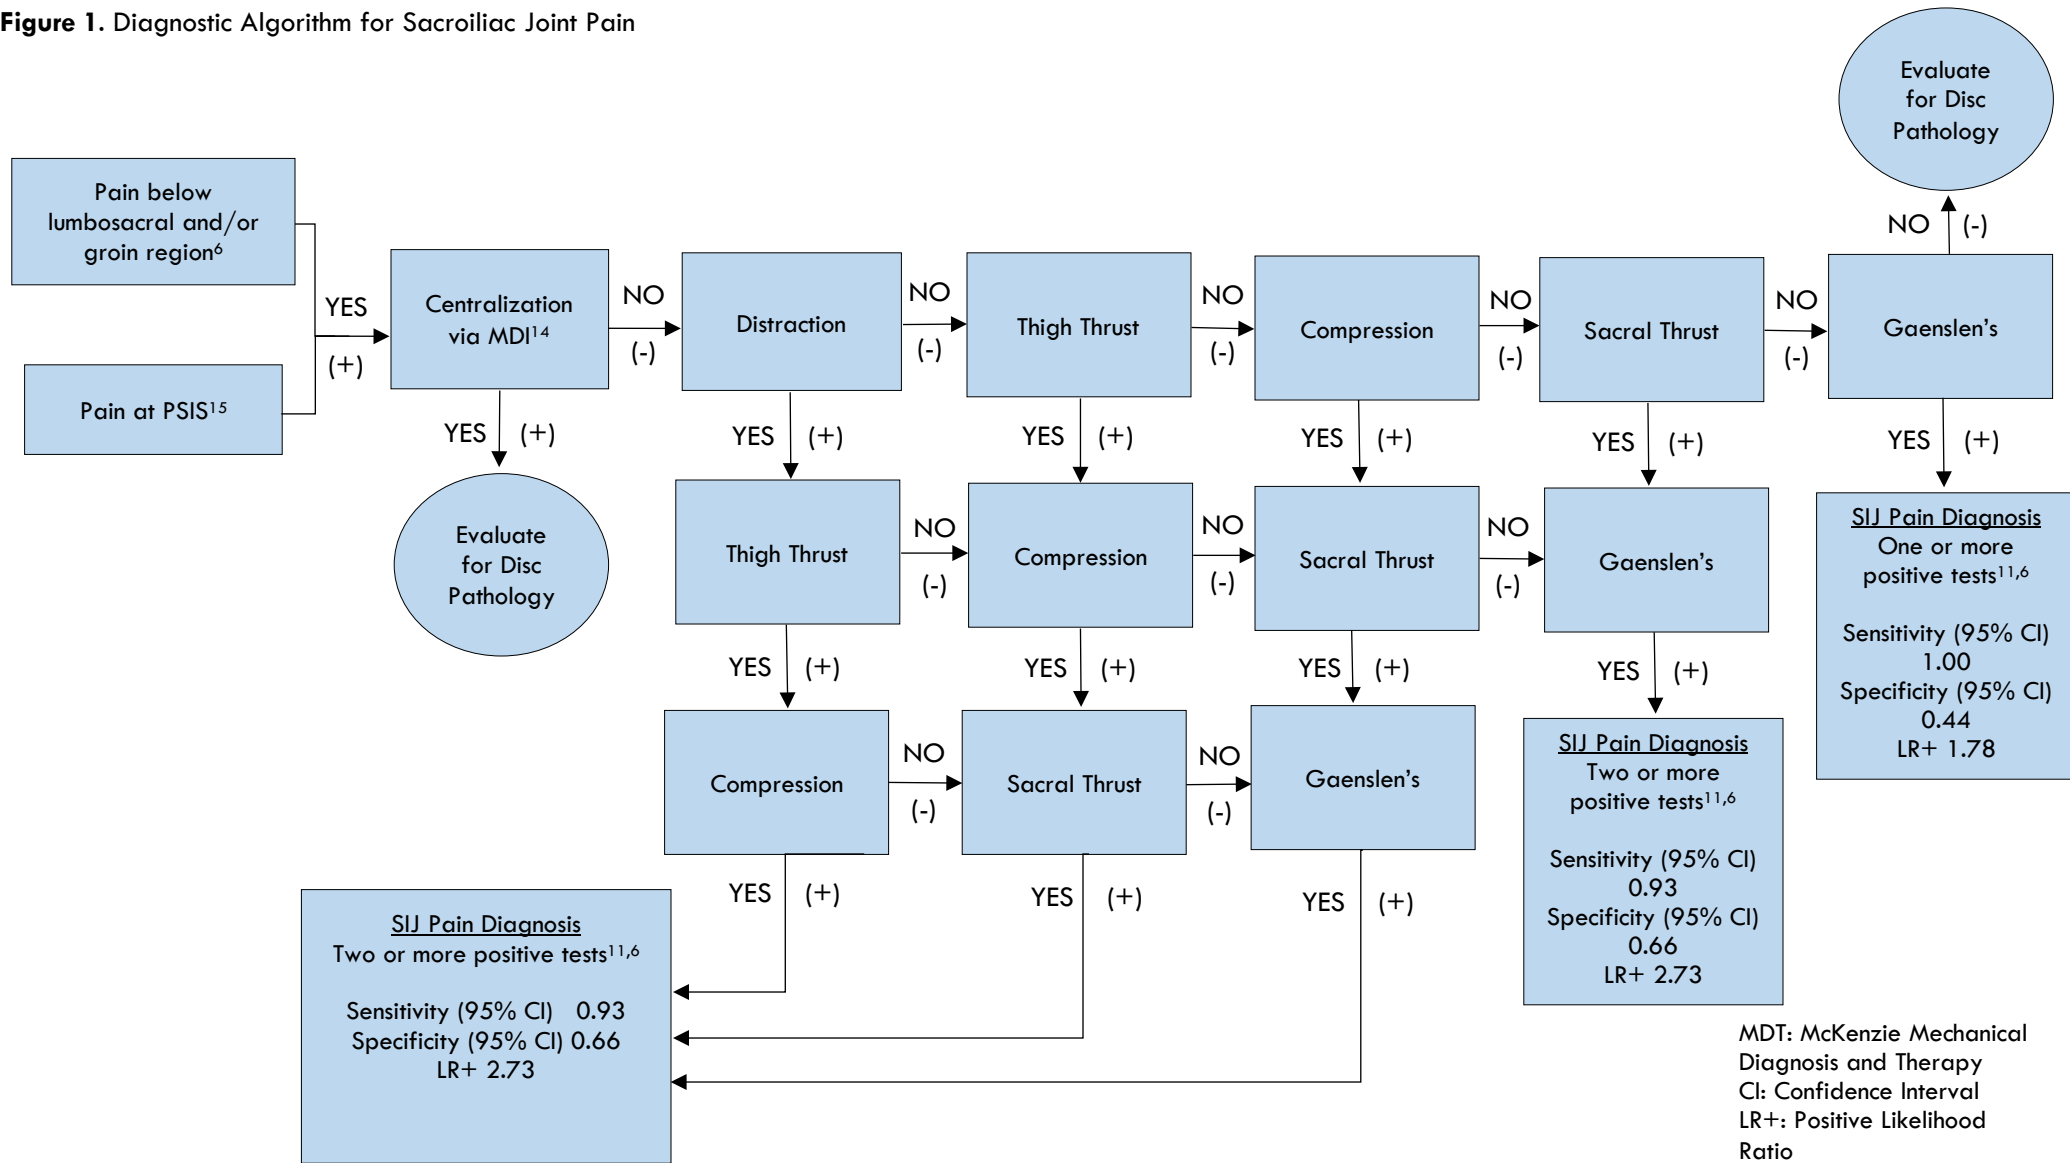 Figure 1. Diagnostic Algorithm for Sacroiliac Joint Pain
Evaluate
for Disc
Pathology
NO (-)
Pain below
lumbosacral and/or
groin region6
Pain at PSIS15
YES
(+)
Centralization
via MDI14
NO
(-)
Distraction
NO
(-)
Thigh Thrust
NO
(-)
Compression
NO
(-)
Sacral Thrust
NO
(-)
Gaenslen's
YES (+)
YES (+)
YES (+)
YES (+)
YES (+)
YES (+)
Evaluate
for Disc
Pathology
Thigh Thrust
NO
(-)
Compression
NO
(-)
Sacral Thrust
NO
(-)
Gaenslen's
SIJ Pain Diagnosis
One or more
positive tests11,6
Sensitivity (95% CI)
1.00
Specificity (95% CI)
0.44
LR+ 1.78
YES (+)
YES (+)
YES (+)
YES (+)
Compression
NO
(-)
Sacral Thrust
NO
(-)
Gaenslen's
SIJ Pain Diagnosis
Two or more
positive tests11,6
Sensitivity (95% CI)
0.93
Specificity (95% CI)
0.66
LR+ 2.73
YES (+)
YES (+)
YES (+)
SIJ Pain Diagnosis
Two or more positive tests11,6
Sensitivity (95% CI) 0.93
Specificity (95% CI) 0.66
LR+ 2.73
MDT: McKenzie Mechanical
Diagnosis and Therapy
CI: Confidence Interval
LR+: Positive Likelihood
Ratio